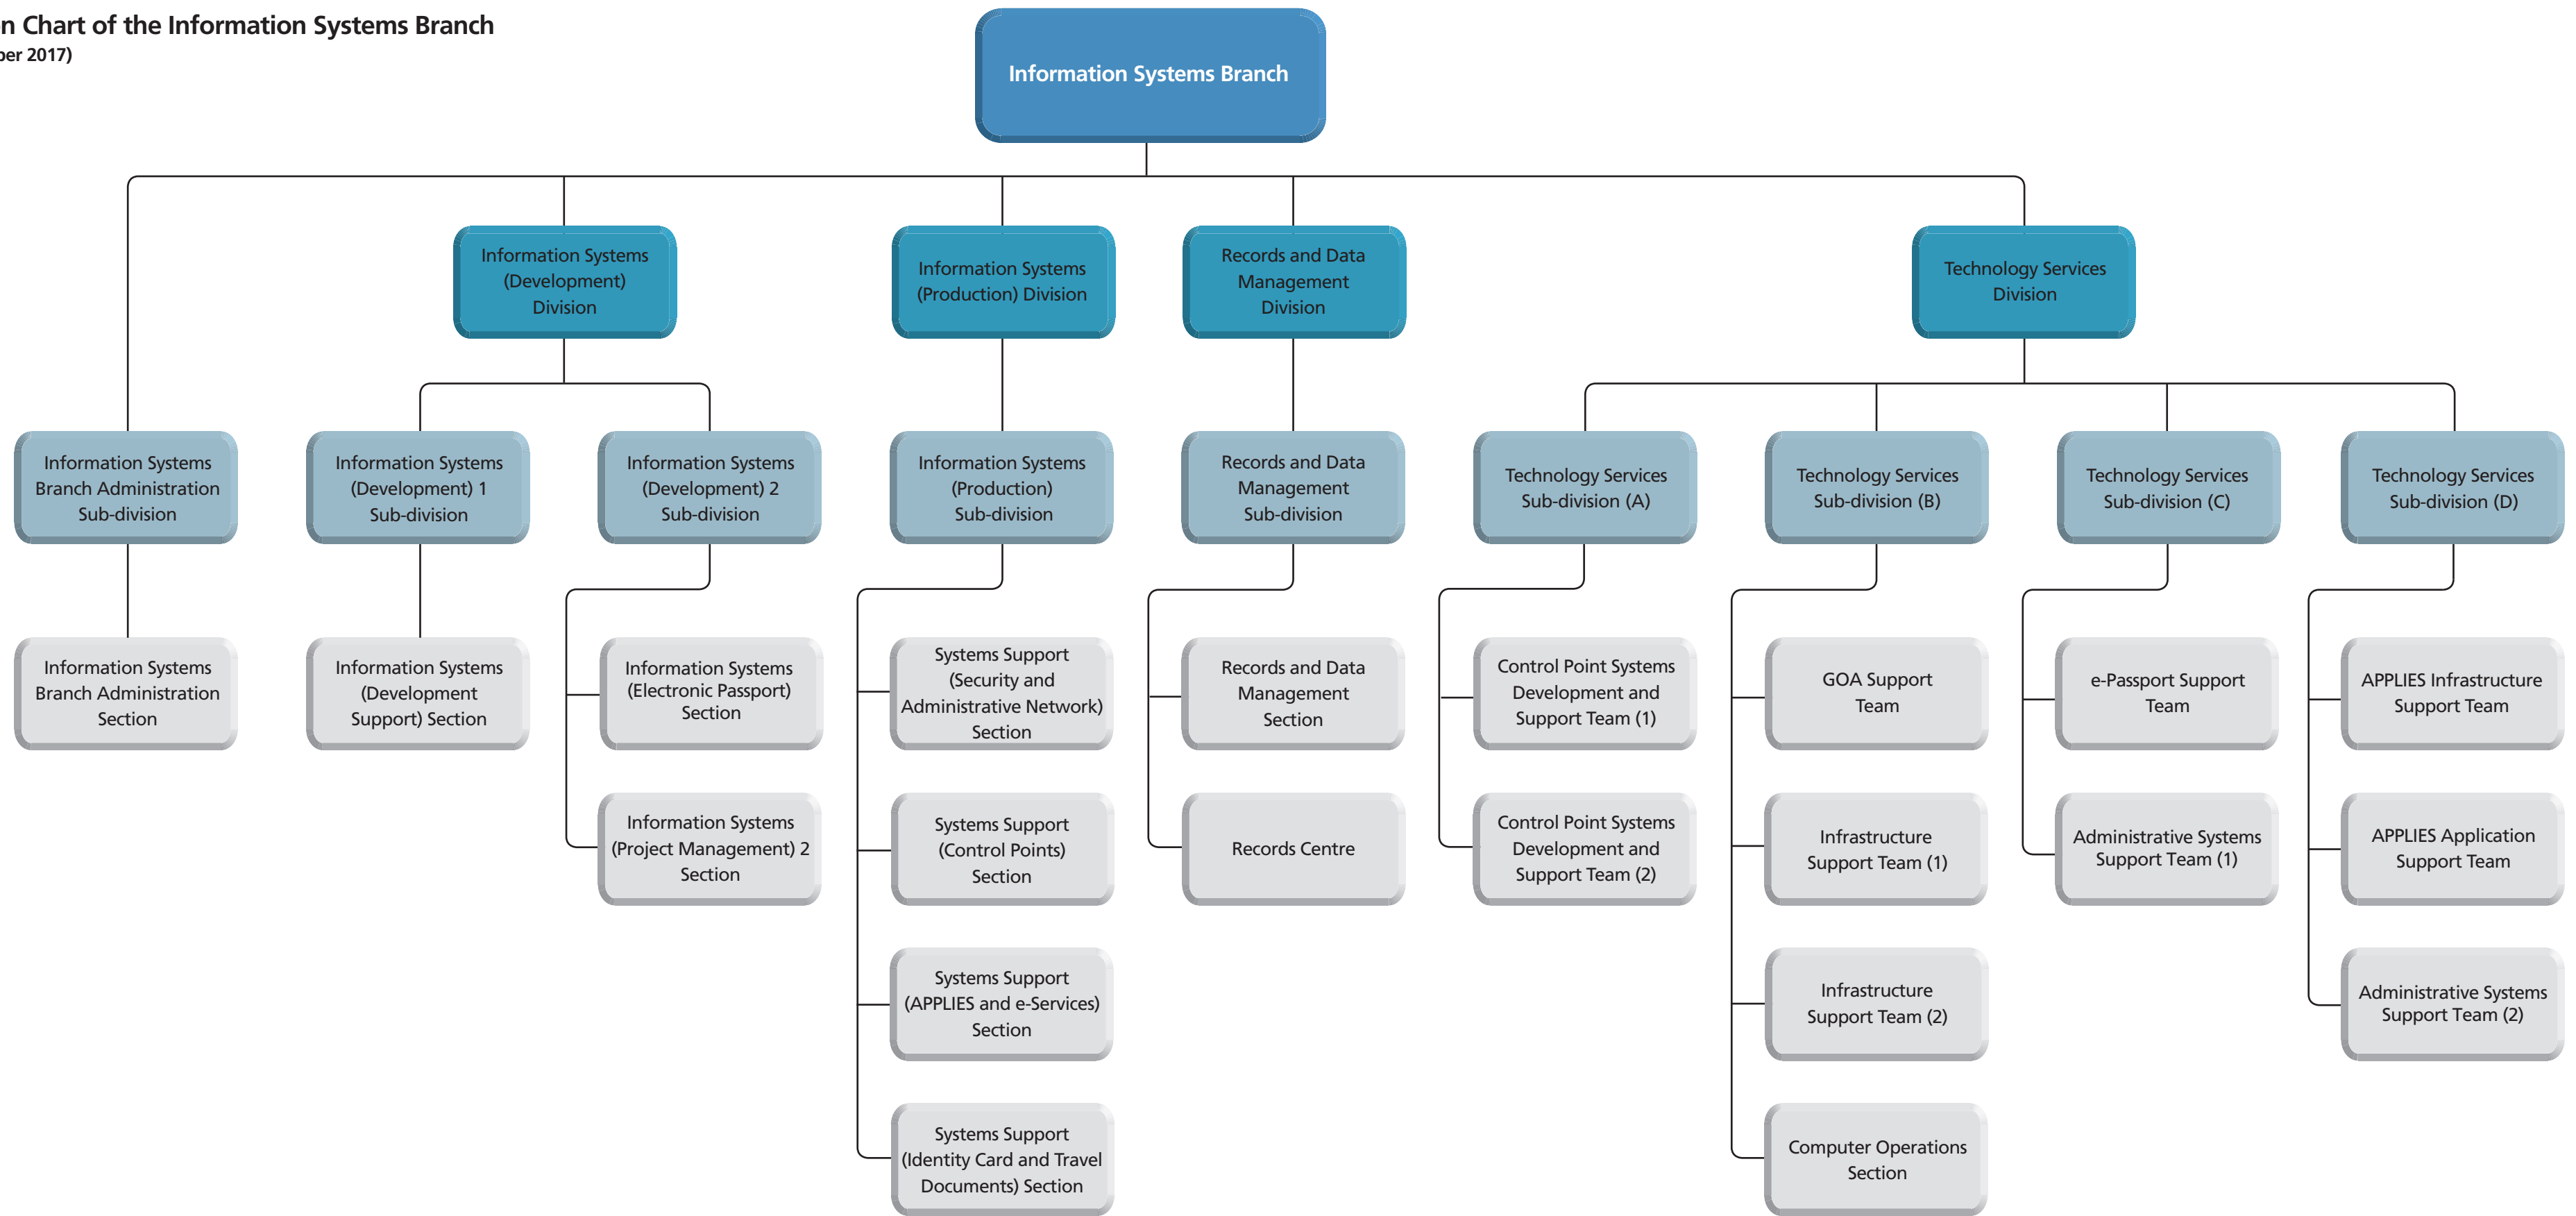 n Chart of the Information Systems Branch
ber 2017)
Information Systems Branch
Information Systems
(Development)
Division
Information Systems
(Production) Division
Records and Data
Management
Division
Technology Services
Division
Information Systems
Branch Administration
Sub-division
Information Systems
(Development) 1
Sub-division
Information Systems
(Development) 2
Sub-division
Information Systems
(Production)
Sub-division
Records and Data
Management
Sub-division
Technology Services
Sub-division (A)
Technology Services
Sub-division (B)
Technology Services
Sub-division (C)
Technology Services
Sub-division (D)
Information Systems
Branch Administration
Section
Information Systems
(Development
Support) Section
Information Systems
(Electronic Passport)
Section
Systems Support
(Security and
Administrative Network)
Section
Records and Data
Management
Section
Control Point Systems
Development and
Support Team (1)
GOA Support
Team
e-Passport Support
Team
APPLIES Infrastructure
Support Team
Information Systems
(Project Management) 2
Section
Systems Support
(Control Points)
Section
Records Centre
Control Point Systems
Development and
Support Team (2)
Infrastructure
Support Team (1)
Administrative Systems
Support Team (1)
APPLIES Application
Support Team
Systems Support
(APPLIES and e-Services)
Section
Infrastructure
Support Team (2)
Administrative Systems
Support Team (2)
Systems Support
(Identity Card and Travel
Documents) Section
Computer Operations
Section